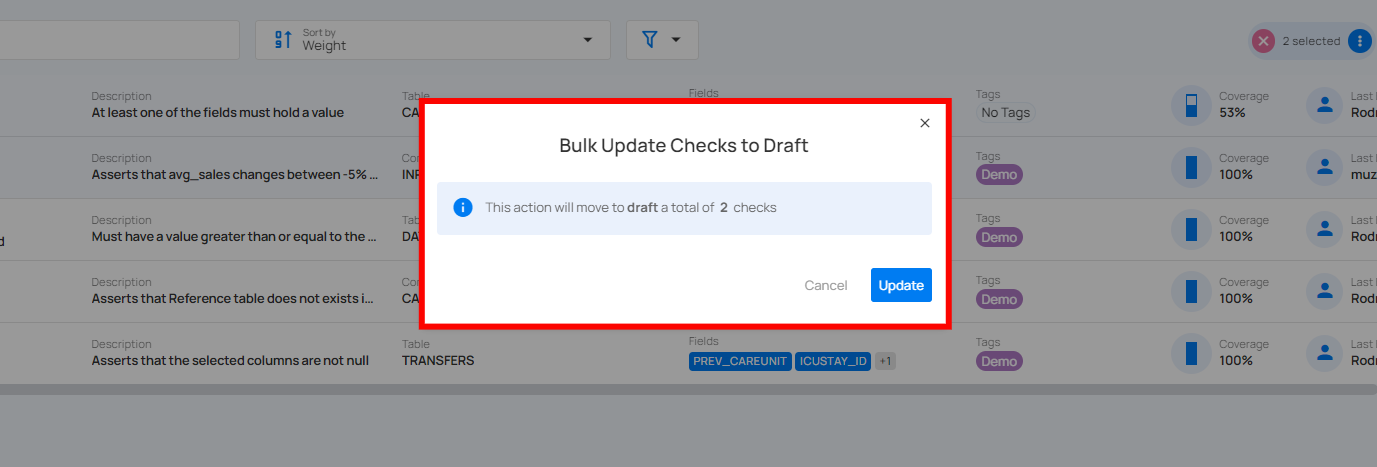 Sort by
Weight
2 selected
Description
At least one of the fields must hold a value
Table
CA
Fields
Tags
No Tags
Coverage
53%
Last
Rodr
Description
Asserts that avg_sales changes between -5% ...
Tags
Demo
Coverage
100%
Last
muz
Description
Must have a value greater than or equal to the ...
Table
DA
Tags
Demo
Coverage
100%
Last
Rodr
Description
Asserts that Reference table does not exists i...
CA
Tags
Demo
Coverage
100%
Last
Rodr
Description
Asserts that the selected columns are not null
Table
TRANSFERS
Fields
PREV_CAREUNIT ICUSTAY_ID +1
Tags
Demo
Coverage
100%
Last
Rodr
Bulk Update Checks to Draft
This action will move to draft a total of 2 checks
Cancel
Update